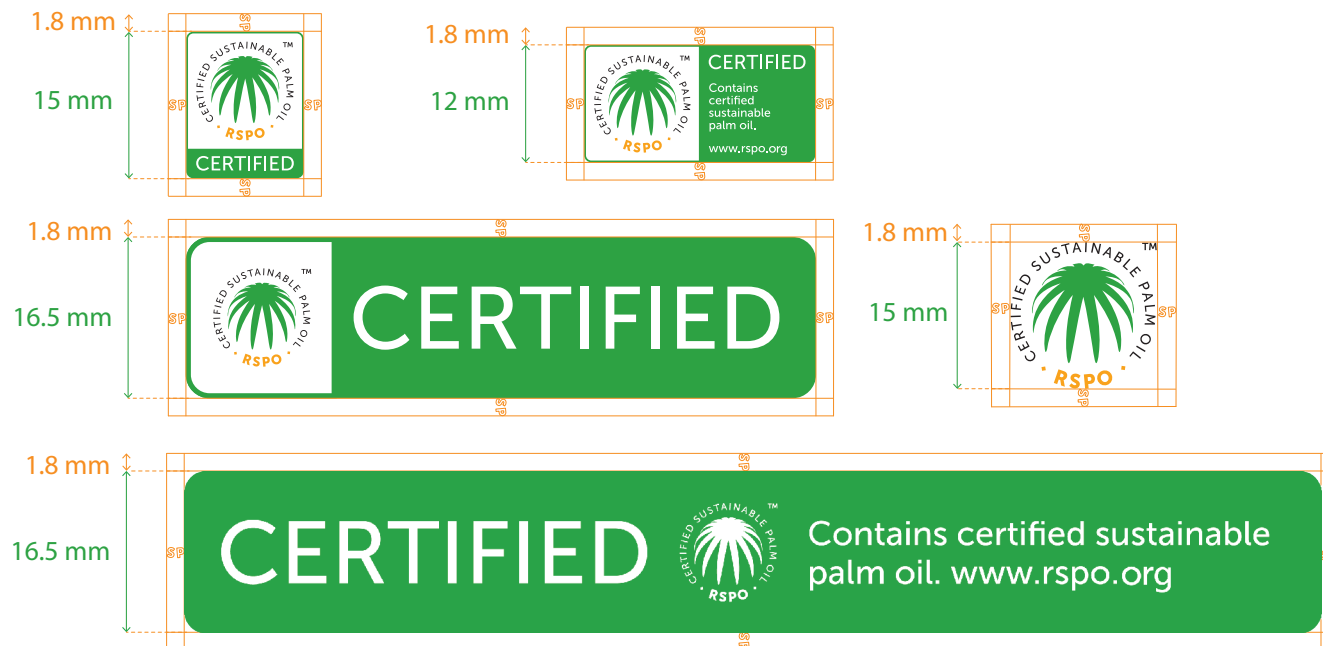 1.8 mm
15 mm
SP
SP
SP
SP
CERTIFIED SUSTAINABLE PALM OIL
TM
· RSPO ·
CERTIFIED
1.8 mm
12 mm
SP
SP
SP
SP
CERTIFIED SUSTAINABLE PALM OIL
TM
· RSPO ·
CERTIFIED
Contains
certified
sustainable
palm oil.
www.rspo.org
1.8 mm
16.5 mm
SP
SP
SP
SP
CERTIFIED SUSTAINABLE PALM OIL
TM
· RSPO ·
CERTIFIED
1.8 mm
15 mm
SP
SP
SP
SP
CERTIFIED SUSTAINABLE PALM OIL
TM
· RSPO ·
1.8 mm
16.5 mm
SP
SP
SP
CERTIFIED
CERTIFIED SUSTAINABLE PALM OIL
TM
· RSPO ·
Contains certified sustainable
palm oil. www.rspo.org